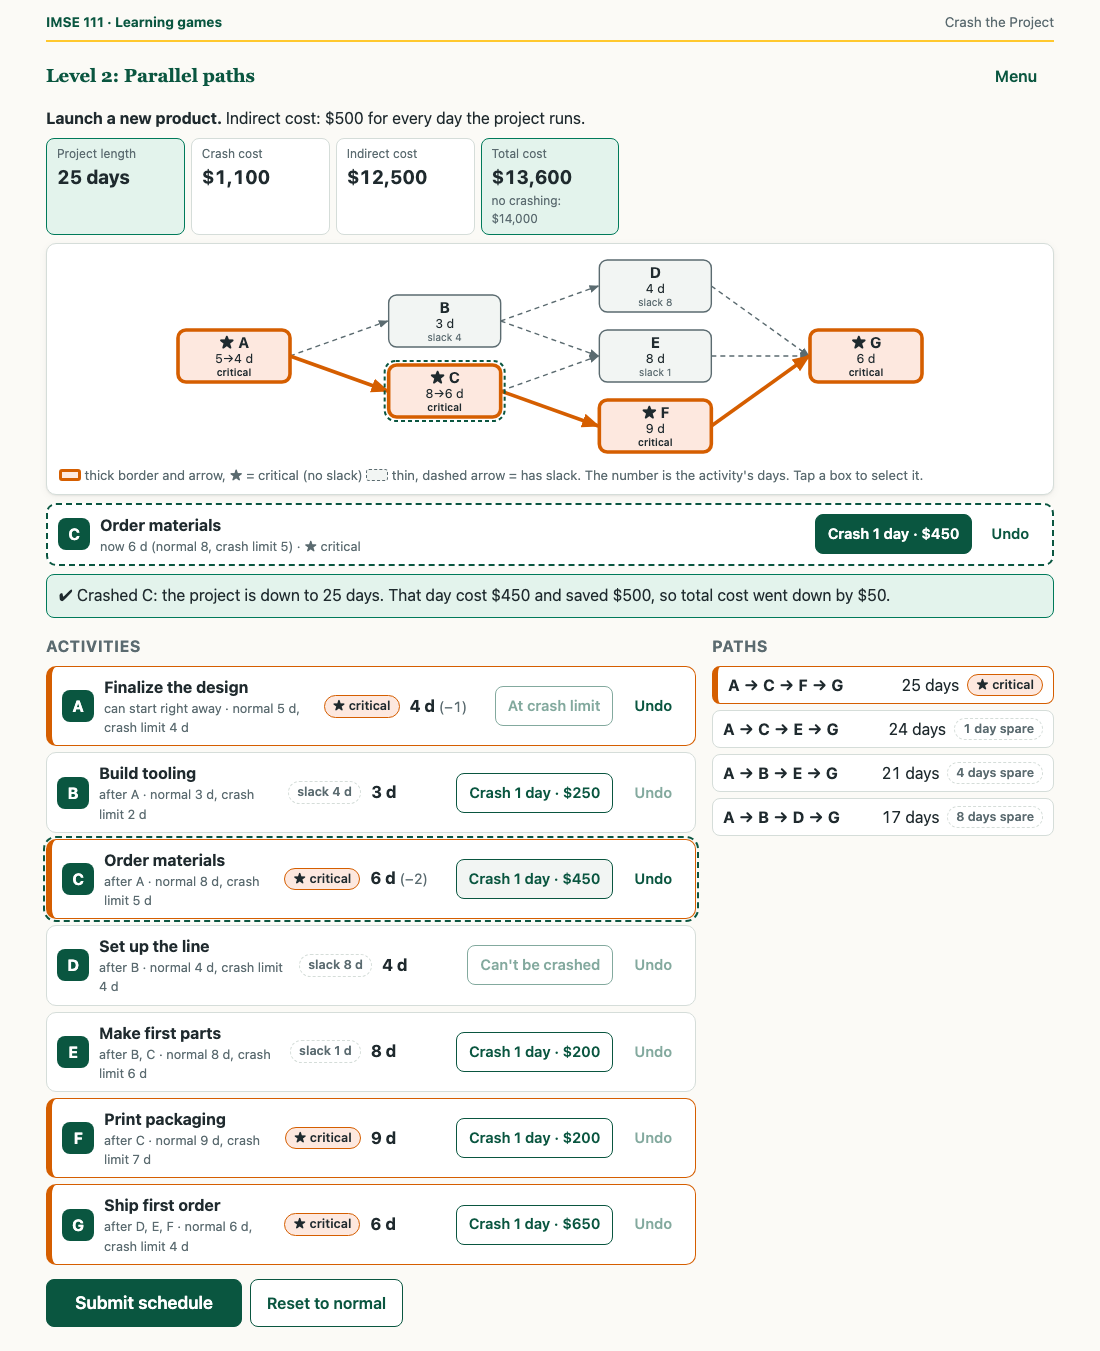 IMSE 111 · Learning games
Crash the Project
Level 2: Parallel paths
Menu
Launch a new product. Indirect cost: $500 for every day the project runs.
Project length
25 days
Crash cost
$1,100
Indirect cost
$12,500
Total cost
$13,600
no crashing:
$14,000
★ A
5→4 d
critical
B
3 d
slack 4
★ C
8→6 d
critical
D
4 d
slack 8
E
8 d
slack 1
★ F
9 d
critical
★ G
6 d
critical
thick border and arrow, ★ = critical (no slack) thin, dashed arrow = has slack. The number is the activity's days. Tap a box to select it.
C
Order materials
now 6 d (normal 8, crash limit 5) · ★ critical
Crash 1 day · $450
Undo
✔ Crashed C: the project is down to 25 days. That day cost $450 and saved $500, so total cost went down by $50.
ACTIVITIES
A
Finalize the design
can start right away · normal 5 d,
crash limit 4 d
★ critical
4 d (−1)
At crash limit
Undo
B
Build tooling
after A · normal 3 d, crash
limit 2 d
slack 4 d
3 d
Crash 1 day · $250
Undo
C
Order materials
after A · normal 8 d, crash
limit 5 d
★ critical
6 d (−2)
Crash 1 day · $450
Undo
D
Set up the line
after B · normal 4 d, crash limit
4 d
slack 8 d
4 d
Can't be crashed
Undo
E
Make first parts
after B, C · normal 8 d, crash
limit 6 d
slack 1 d
8 d
Crash 1 day · $200
Undo
F
Print packaging
after C · normal 9 d, crash
limit 7 d
★ critical
9 d
Crash 1 day · $200
Undo
G
Ship first order
after D, E, F · normal 6 d,
crash limit 4 d
★ critical
6 d
Crash 1 day · $650
Undo
PATHS
A → C → F → G 25 days ★ critical
A → C → E → G 24 days 1 day spare
A → B → E → G 21 days 4 days spare
A → B → D → G 17 days 8 days spare
Submit schedule
Reset to normal